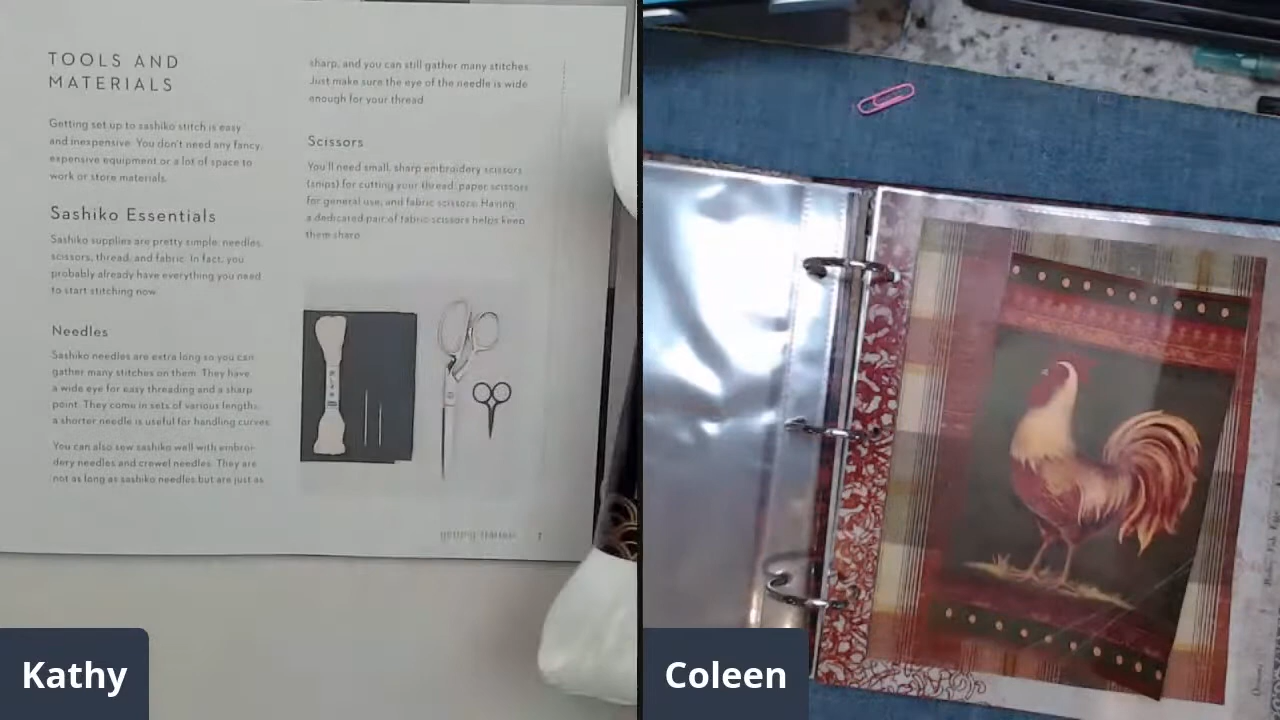 TOOLS AND
MATERIALS
Getting set up to sashiko stitch is easy
and inexpensive. You don't need any fancy,
expensive equipment or a lot of space to
work or store materials.
Sashiko Essentials
Sashiko supplies are pretty simple: needles,
scissors, thread, and fabric. In fact, you
probably already have everything you need
to start stitching now.
Needles
Sashiko needles are extra long so you can
gather many stitches on them. They have
a wide eye for easy threading and a sharp
point. They come in sets of various lengths;
a shorter needle is useful for handling curves.
You can also sew sashiko well with embroi-
dery needles and crewel needles. They are
not as long as sashiko needles but are just as
sharp, and you can still gather many stitches.
Just make sure the eye of the needle is wide
enough for your thread.
Scissors
You'll need small, sharp embroidery scissors
(snips) for cutting your thread, paper scissors
for general use, and fabric scissors. Having
a dedicated pair of fabric scissors helps keep
them sharp.
getting started 7
Kathy
Coleen